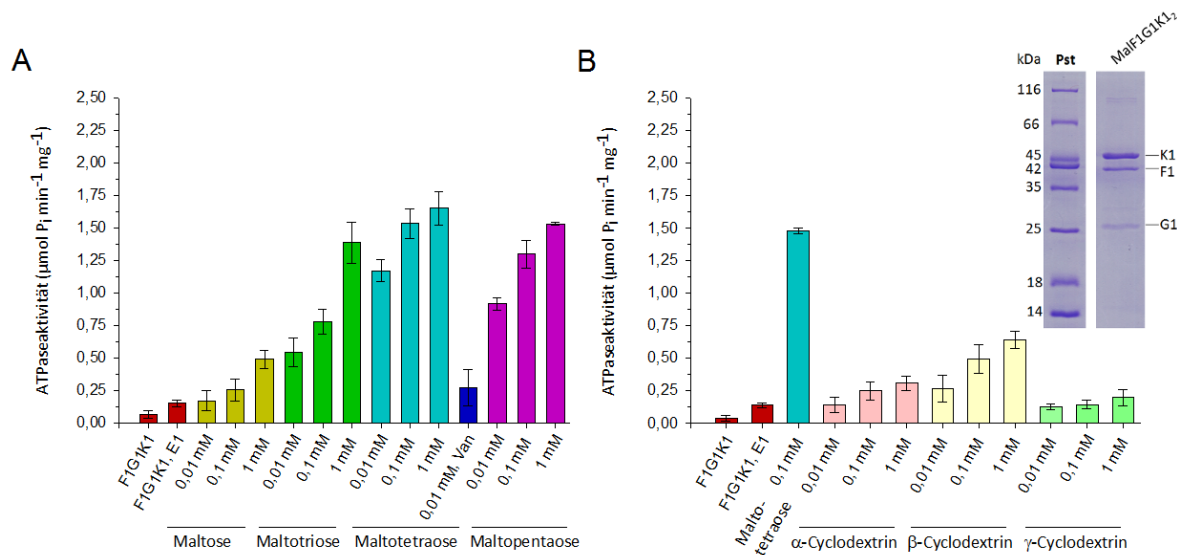 A
ATPaseaktivität (µmol Pi min-1 mg-1)
2,50
2,25
2,00
1,75
1,50
1,25
1,00
0,75
0,50
0,25
0,00
F1G1K1
F1G1K1, E1
0,01 mM
0,1 mM
1 mM
0,01 mM
0,1 mM
1 mM
0,01 mM
0,1 mM
1 mM
0,01 mM, Van
0,01 mM
0,1 mM
1 mM
Maltose
Maltotriose
Maltotetraose
Maltopentaose
B
ATPaseaktivität (µmol Pi min-1 mg-1)
2,50
2,25
2,00
1,75
1,50
1,25
1,00
0,75
0,50
0,25
0,00
F1G1K1
F1G1K1, E1
0,1 mM
0,01 mM
0,1 mM
1 mM
0,01 mM
0,1 mM
1 mM
0,01 mM
0,1 mM
1 mM
Malto-
tetraose
α-Cyclodextrin
β-Cyclodextrin
γ-Cyclodextrin
kDa
Pst
MalF1G1K1₂
116
66
45
42
35
25
18
14
K1
F1
G1